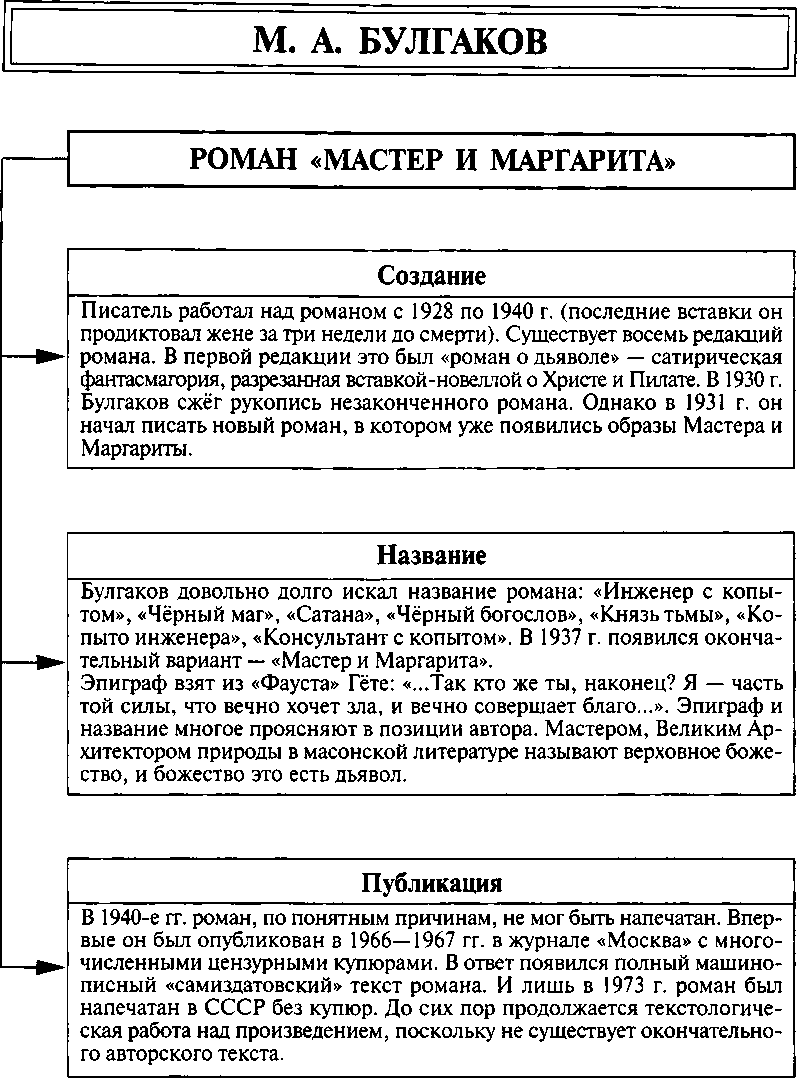 М. А. БУЛГАКОВ
РОМАН «МАСТЕР И МАРГАРИТА»
Создание
Писатель работал над романом с 1928 по 1940 г. (последние вставки он
продиктовал жене за три недели до смерти). Существует восемь редакций
романа. В первой редакции это был «роман о дьяволе» — сатирическая
фантасмагория, разрезанная вставкой-новеллой о Христе и Пилате. В 1930 г.
Булгаков сжёг рукопись незаконченного романа. Однако в 1931 г. он
начал писать новый роман, в котором уже появились образы Мастера и
Маргариты.
Название
Булгаков довольно долго искал название романа: «Инженер с копы-
том», «Чёрный маг», «Сатана», «Чёрный богослов», «Князь тьмы», «Ко-
пыто инженера», «Консультант с копытом». В 1937 г. появился оконча-
тельный вариант — «Мастер и Маргарита».
Эпиграф взят из «Фауста» Гёте: «...Так кто же ты, наконец? Я — часть
той силы, что вечно хочет зла, и вечно совершает благо...». Эпиграф и
название многое проясняют в позиции автора. Мастером, Великим Ар-
хитектором природы в масонской литературе называют верховное боже-
ство, и божество это есть дьявол.
Публикация
В 1940-е гг. роман, по понятным причинам, не мог быть напечатан. Впер-
вые он был опубликован в 1966—1967 гг. в журнале «Москва» с много-
численными цензурными купюрами. В ответ появился полный машино-
писный «самиздатовский» текст романа. И лишь в 1973 г. роман был
напечатан в СССР без купюр. До сих пор продолжается текстологиче-
ская работа над произведением, поскольку не существует окончательно-
го авторского текста.